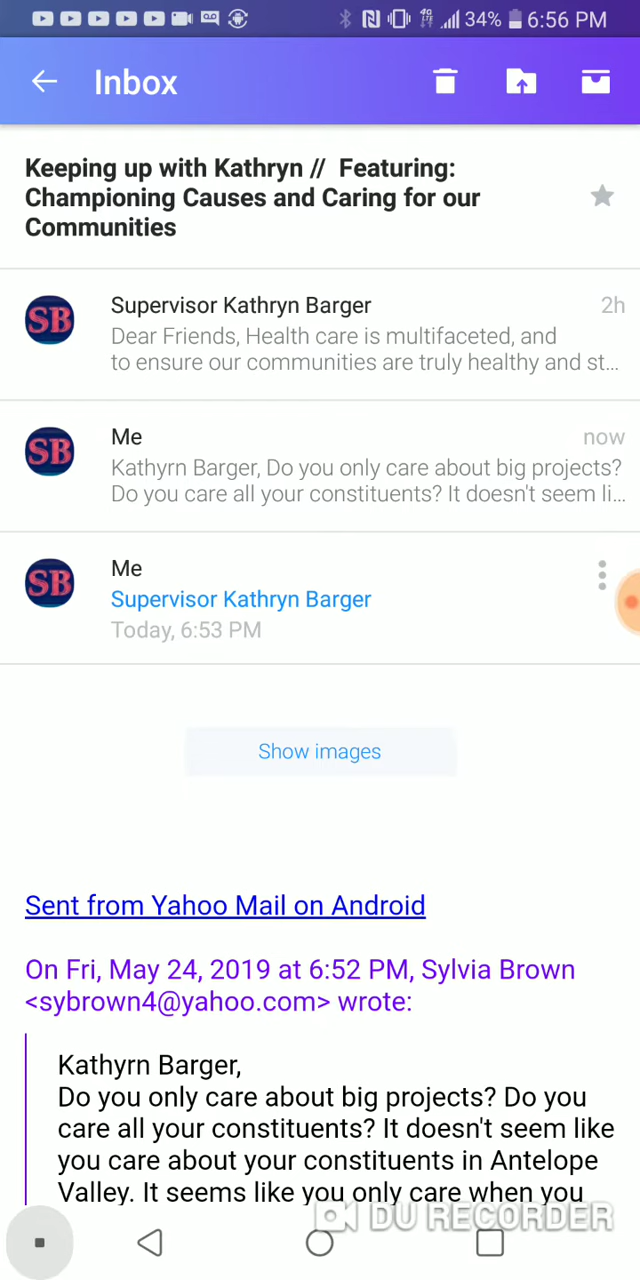 34% 6:56 PM
Inbox
Keeping up with Kathryn // Featuring:
Championing Causes and Caring for our
Communities
SB
Supervisor Kathryn Barger
2h
Dear Friends, Health care is multifaceted, and
to ensure our communities are truly healthy and st...
SB
Me
now
Kathyrn Barger, Do you only care about big projects?
Do you care all your constituents? It doesn't seem li...
SB
Me
Supervisor Kathryn Barger
Today, 6:53 PM
Show images
Sent from Yahoo Mail on Android
On Fri, May 24, 2019 at 6:52 PM, Sylvia Brown
<sybrown4@yahoo.com> wrote:
Kathyrn Barger,
Do you only care about big projects? Do you
care all your constituents? It doesn't seem like
you care about your constituents in Antelope
Valley. It seems like you only care when you
DU RECORDER